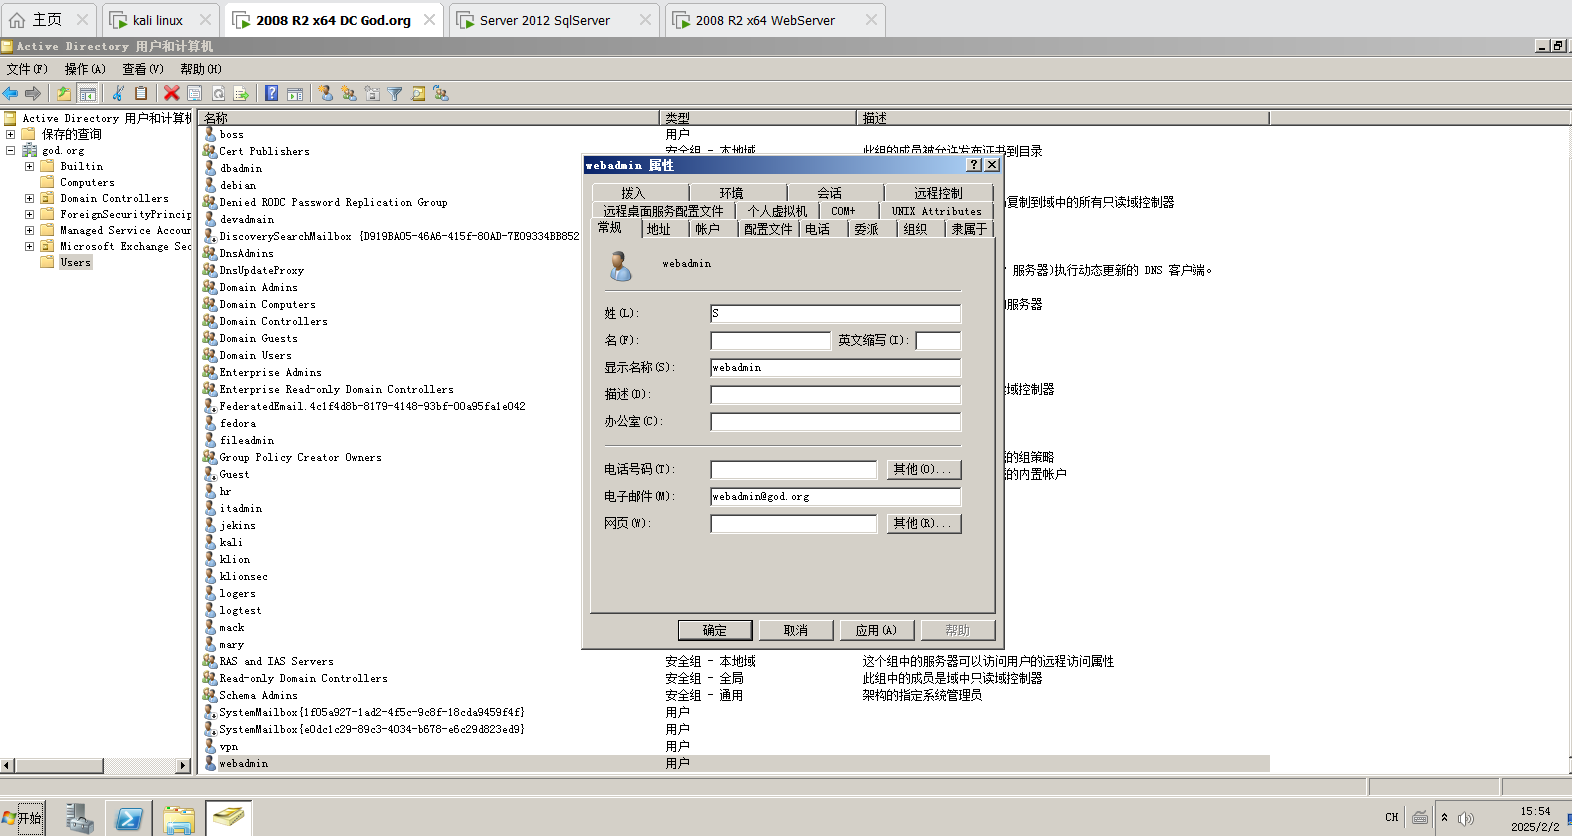 主页 kali linux 2008 R2 x64 DC God.org Server 2012 SqlServer 2008 R2 x64 WebServer
Active Directory 用户和计算机
文件(F) 操作(A) 查看(V) 帮助(H)
Active Directory 用户和计算机
保存的查询
god.org
Builtin
Computers
Domain Controllers
ForeignSecurityPrincip
Managed Service Accoun
Microsoft Exchange Sec
Users
名称 类型 描述
boss 用户
Cert Publishers 安全组 - 本地域 此组的成员被允许发布证书到目录
dbadmin
debian
Denied RODC Password Replication Group 复制到域中的所有只读域控制器
devadmain
DiscoverySearchMailbox {D919BA05-46A6-415f-80AD-7E09334BB852
DnsAdmins
DnsUpdateProxy 服务器)执行动态更新的 DNS 客户端。
Domain Admins
Domain Computers 服务器
Domain Controllers
Domain Guests
Domain Users
Enterprise Admins
Enterprise Read-only Domain Controllers 域控制器
FederatedEmail.4c1f4d8b-8179-4148-93bf-00a95fa1e042
fedora
fileadmin
Group Policy Creator Owners 的组策略
Guest 的内置帐户
hr
itadmin
jekins
kali
klion
klionsec
logers
logtest
mack
mary
RAS and IAS Servers 安全组 - 本地域 这个组中的服务器可以访问用户的远程访问属性
Read-only Domain Controllers 安全组 - 全局 此组中的成员是域中只读域控制器
Schema Admins 安全组 - 通用 架构的指定系统管理员
SystemMailbox{1f05a927-1ad2-4f5c-9c8f-18cda9459f4f} 用户
SystemMailbox{e0dc1c29-89c3-4034-b678-e6c29d823ed9} 用户
vpn 用户
webadmin 用户
webadmin 属性
拨入 环境 会话 远程控制
远程桌面服务配置文件 个人虚拟机 COM+ UNIX Attributes
常规 地址 帐户 配置文件 电话 委派 组织 隶属于
webadmin
姓(L): S
名(F): 英文缩写(I):
显示名称(S): webadmin
描述(D):
办公室(C):
电话号码(T): 其他(O)...
电子邮件(M): webadmin@god.org
网页(W): 其他(R)...
确定 取消 应用(A) 帮助
开始 CH 15:54
2025/2/2